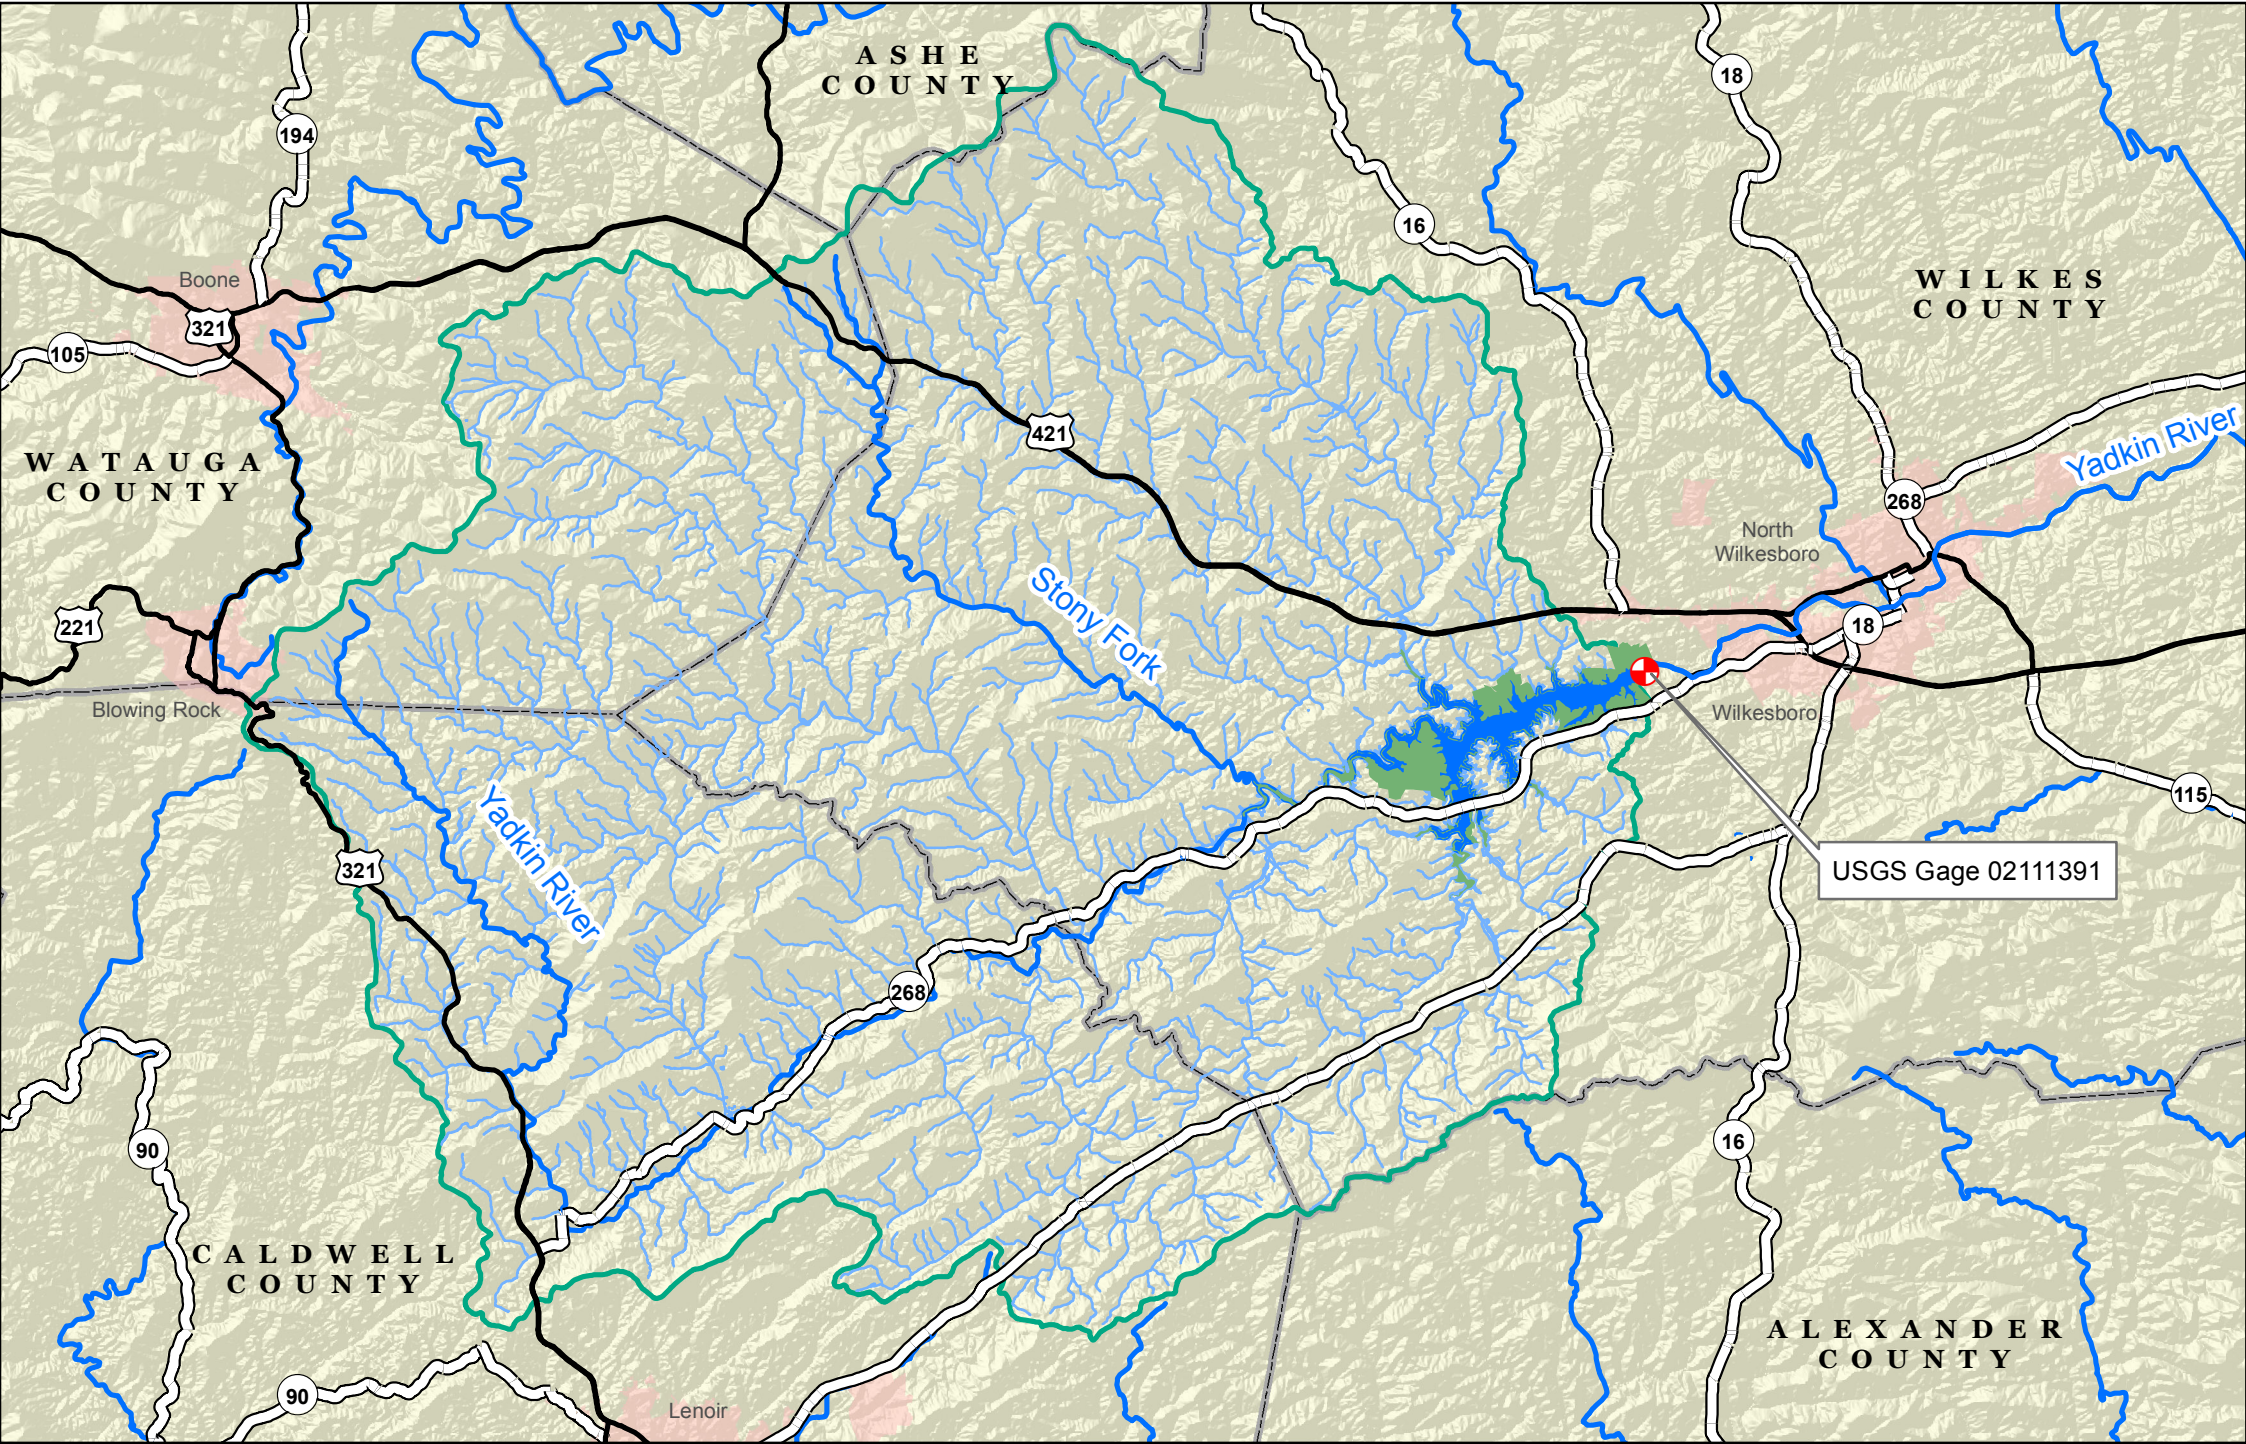 ASHE
COUNTY
18
194
16
Boone
WILKES
COUNTY
321
105
421
Yadkin River
WATAUGA
COUNTY
268
North
Wilkesboro
Stony Fork
221
18
Blowing Rock
Wilkesboro
115
Yadkin River
321
USGS Gage 02111391
268
90
16
CALDWELL
COUNTY
ALEXANDER
COUNTY
90
Lenoir